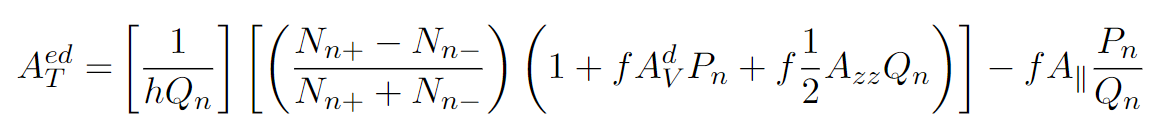 $A_T^{ed} = \left[\frac{1}{hQ_n}\right]\left[\left(\frac{N_{n+} - N_{n-}}{N_{n+} + N_{n-}}\right)\left(1 + fA_V^d P_n + f\frac{1}{2}A_{zz}Q_n\right)\right] - fA_{\parallel}\frac{P_n}{Q_n}$